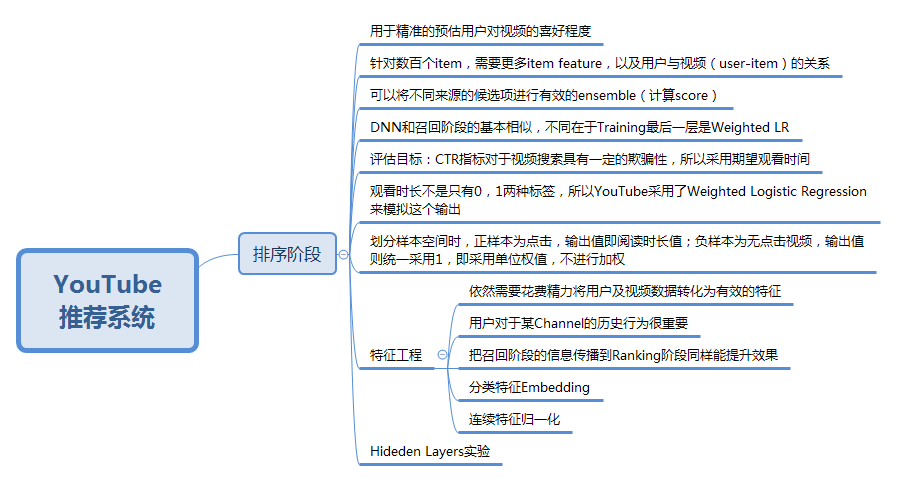 YouTube
推荐系统
排序阶段
用于精准的预估用户对视频的喜好程度
针对数百个item，需要更多item feature，以及用户与视频（user-item）的关系
可以将不同来源的候选项进行有效的ensemble（计算score）
DNN和召回阶段的基本相似，不同在于Training最后一层是Weighted LR
评估目标：CTR指标对于视频搜索具有一定的欺骗性，所以采用期望观看时间
观看时长不是只有0，1两种标签，所以YouTube采用了Weighted Logistic Regression
来模拟这个输出
划分样本空间时，正样本为点击，输出值即阅读时长值；负样本为无点击视频，输出值
则统一采用1，即采用单位权值，不进行加权
特征工程
依然需要花费精力将用户及视频数据转化为有效的特征
用户对于某Channel的历史行为很重要
把召回阶段的信息传播到Ranking阶段同样能提升效果
分类特征Embedding
连续特征归一化
Hideden Layers实验